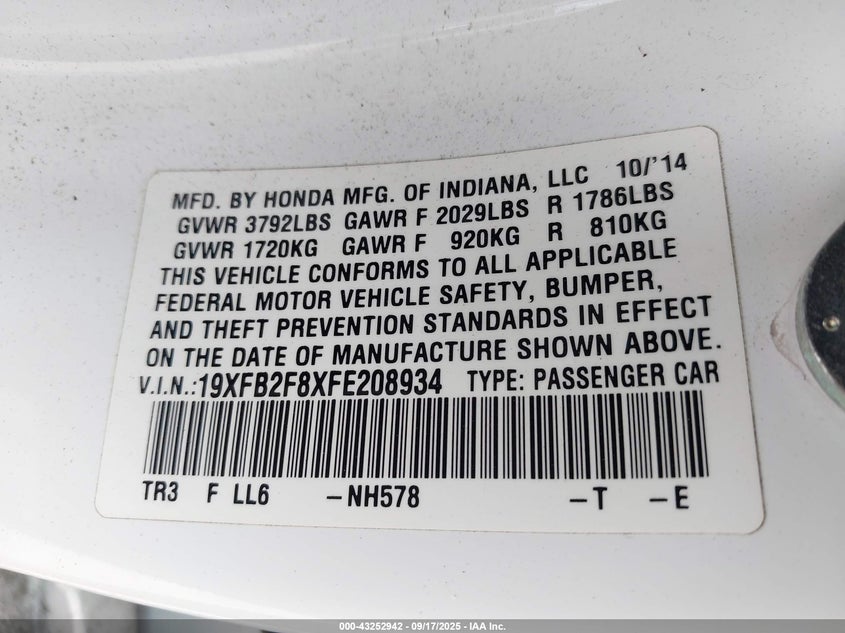 MFD. BY HONDA MFG. OF INDIANA, LLC 10/'14
GVWR 3792LBS GAWR F 2029LBS R 1786LBS
GVWR 1720KG GAWR F 920KG R 810KG
THIS VEHICLE CONFORMS TO ALL APPLICABLE
FEDERAL MOTOR VEHICLE SAFETY, BUMPER,
AND THEFT PREVENTION STANDARDS IN EFFECT
ON THE DATE OF MANUFACTURE SHOWN ABOVE.
V.I.N.:19XFB2F8XFE208934 TYPE: PASSENGER CAR
TR3 F LL6 -NH578 -T -E
000-43252942 - 09/17/2025 - IAA Inc.